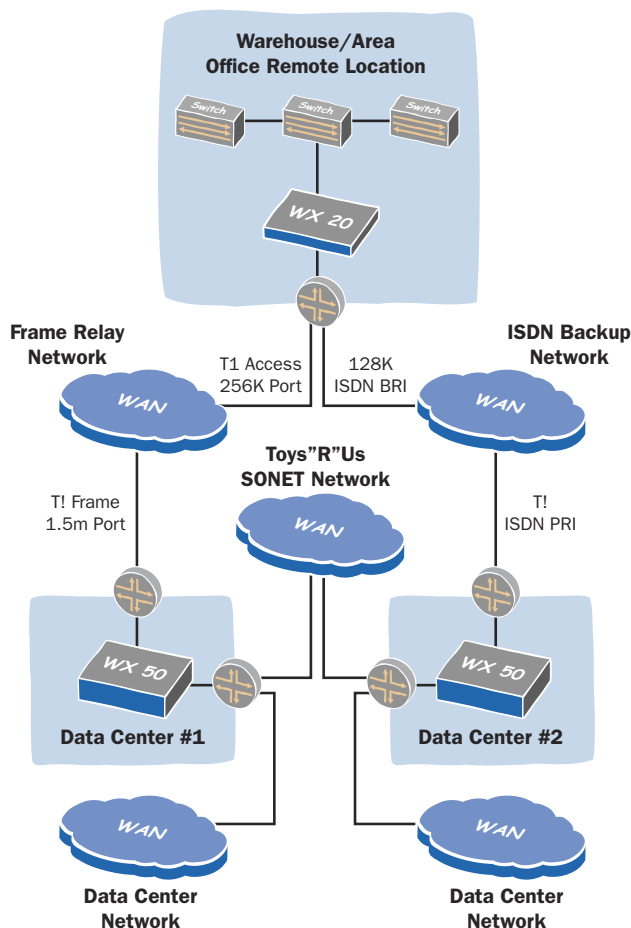 Warehouse/Area
Office Remote Location
Switch
Switch
Switch
WX 20
Frame Relay
Network
T1 Access
256K Port
128K
ISDN BRI
ISDN Backup
Network
WAN
WAN
Toys”R”Us
SONET Network
WAN
T! Frame
1.5m Port
T!
ISDN PRI
WX 50
Data Center #1
WX 50
Data Center #2
WAN
Data Center
Network
WAN
Data Center
Network